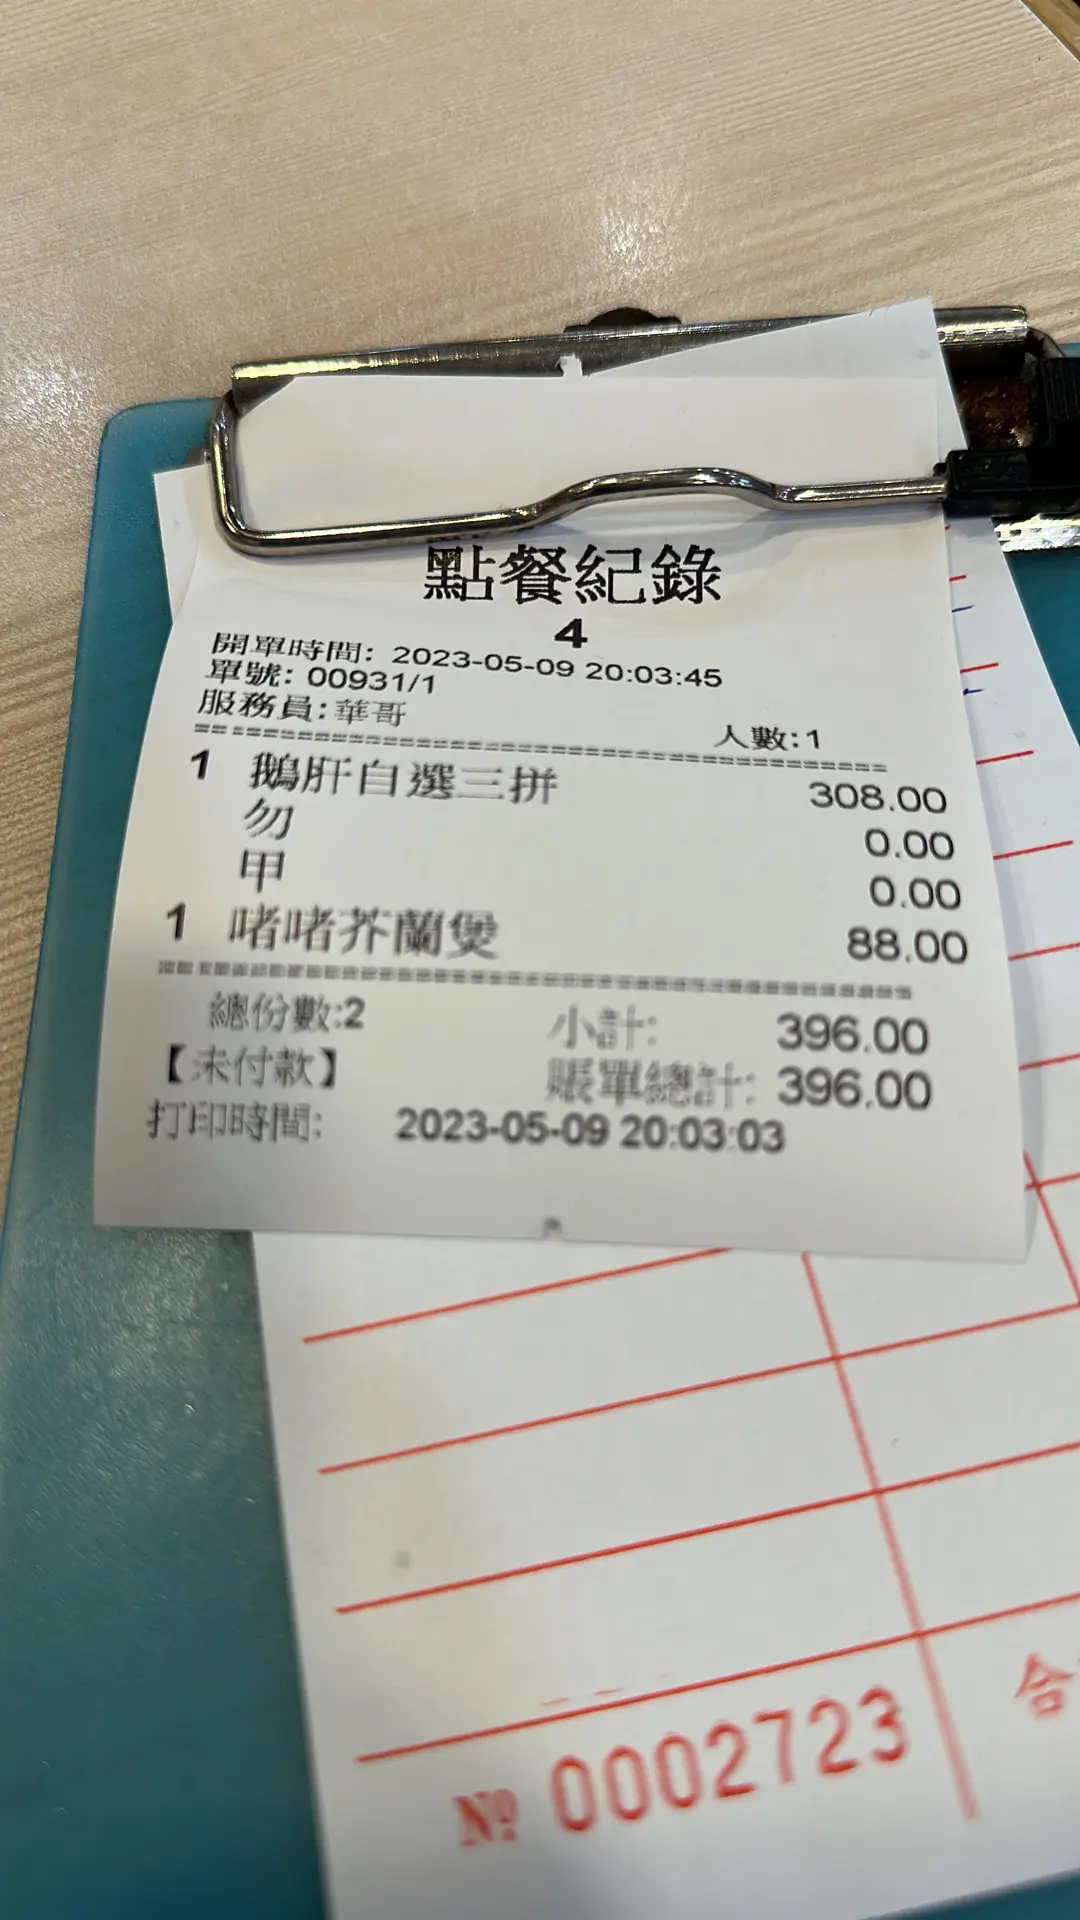 點餐紀錄
4
開單時間: 2023-05-09 20:03:45
單號: 00931/1
服務員:華哥
人數:1
1 鵝肝自選三拼 308.00
勿 0.00
甲 0.00
1 啫啫芥蘭煲 88.00
總份數:2 小計: 396.00
【未付款】 賬單總計: 396.00
打印時間: 2023-05-09 20:03:03
合
Nº 0002723